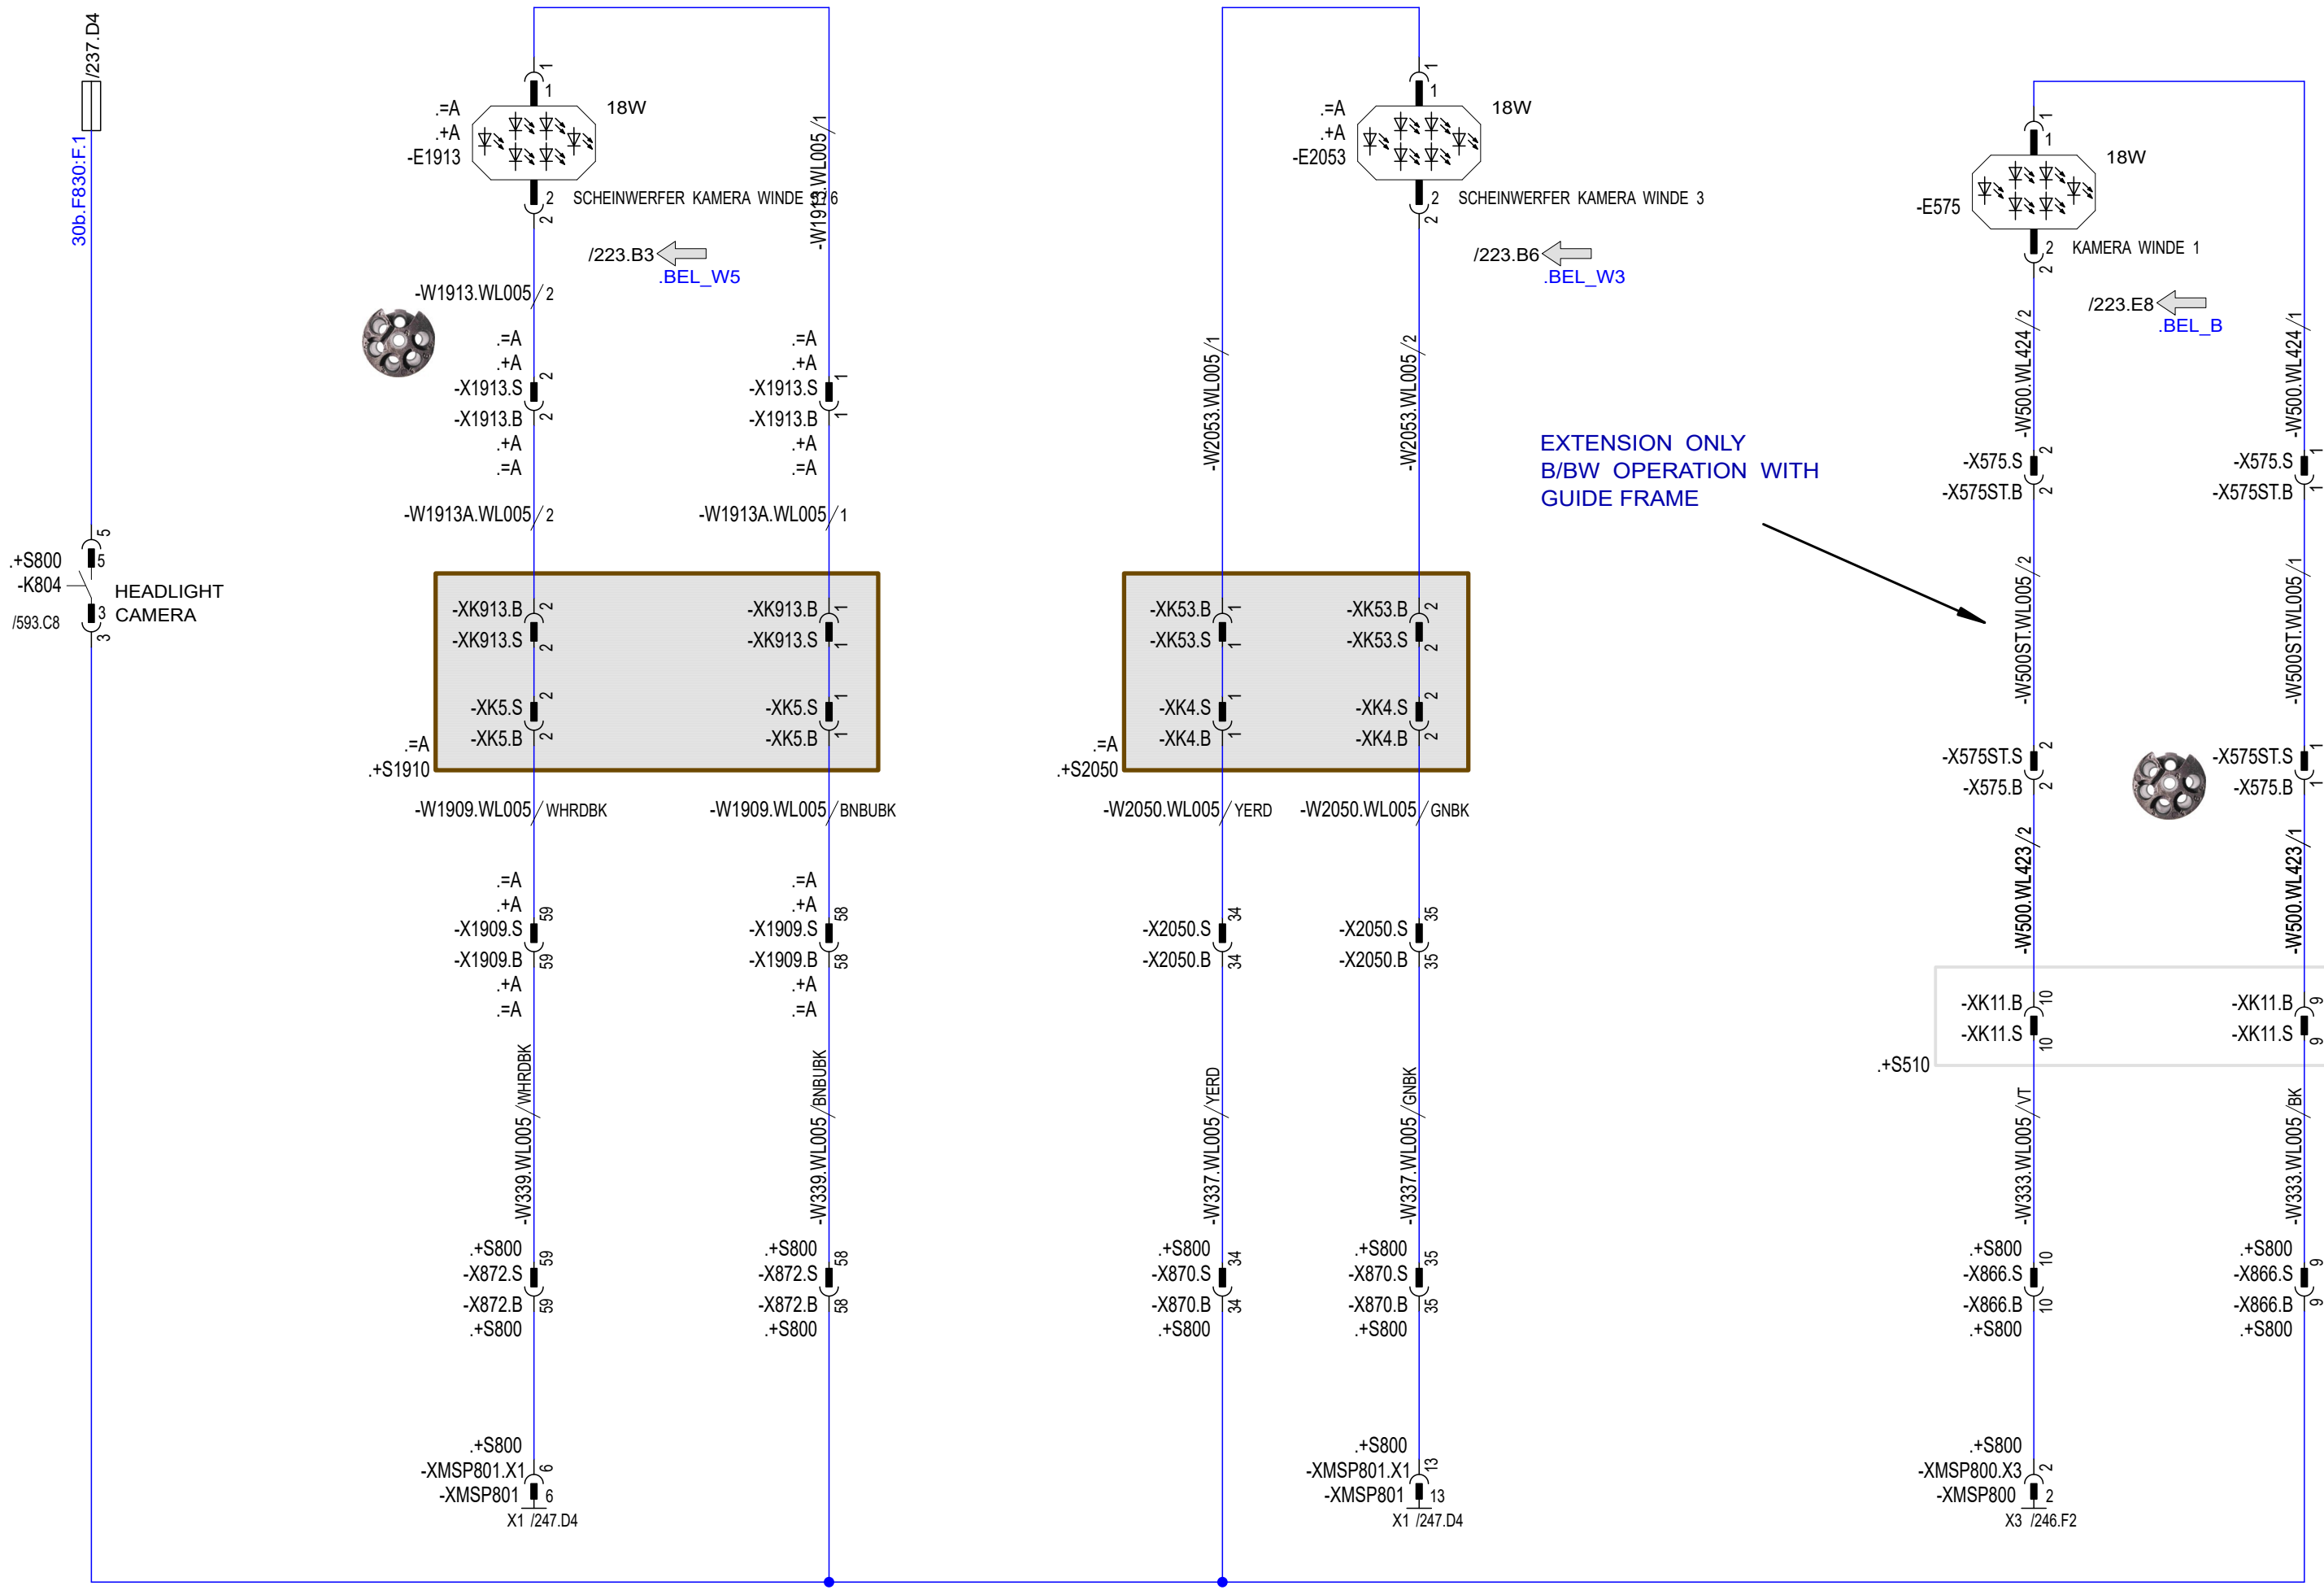 /237.D4
30b.F830:F.1
5
.+S800
5
-K804
HEADLIGHT
3
CAMERA
/593.C8
3
1
1
.=A
18W
.+A
-E1913
2
SCHEINWERFER KAMERA WINDE 5/6
2
/223.B3
.BEL_W5
-W1913.WL005
2
-W1913.WL005
/1
.=A
.+A
2
-X1913.S
-X1913.B
2
.+A
.=A
.=A
.+A
1
-X1913.S
-X1913.B
1
.+A
.=A
-W1913A.WL005
2
-W1913A.WL005
1
-XK913.B
2
-XK913.S
2
-XK913.B
1
-XK913.S
1
-XK5.S
2
-XK5.B
2
-XK5.S
1
-XK5.B
1
.=A
.+S1910
-W1909.WL005
WHRDBK
-W1909.WL005
BNBUBK
.=A
.+A
59
-X1909.S
-X1909.B
59
.+A
.=A
.=A
.+A
58
-X1909.S
-X1909.B
58
.+A
.=A
-W339.WL005
/WHRDBK
-W339.WL005
/BNBUBK
.+S800
59
-X872.S
-X872.B
59
.+S800
.+S800
58
-X872.S
-X872.B
58
.+S800
.+S800
-XMSP801.X1
6
-XMSP801
6
X1 /247.D4
1
1
.=A
18W
.+A
-E2053
2
SCHEINWERFER KAMERA WINDE 3
2
/223.B6
.BEL_W3
-W2053.WL005
/1
-W2053.WL005
/2
-XK53.B
1
-XK53.S
1
-XK53.B
2
-XK53.S
2
-XK4.S
1
-XK4.B
1
-XK4.S
2
-XK4.B
2
.=A
.+S2050
-W2050.WL005
YERD
-W2050.WL005
GNBK
34
-X2050.S
-X2050.B
34
35
-X2050.S
-X2050.B
35
-W337.WL005
/YERD
-W337.WL005
/GNBK
.+S800
34
-X870.S
-X870.B
34
.+S800
.+S800
35
-X870.S
-X870.B
35
.+S800
.+S800
-XMSP801.X1
13
-XMSP801
13
X1 /247.D4
EXTENSION ONLY
B/BW OPERATION WITH
GUIDE FRAME
1
1
18W
-E575
2
KAMERA WINDE 1
2
/223.E8
.BEL_B
-W500.WL424
/2
-W500.WL424
/1
-X575.S
2
-X575ST.B
2
-X575.S
1
-X575ST.B
1
-W500ST.WL005
/2
-W500ST.WL005
/1
-X575ST.S
2
-X575.B
2
-X575ST.S
1
-X575.B
1
-W500.WL423
/2
-W500.WL423
/1
-XK11.B
10
-XK11.S
10
-XK11.B
9
-XK11.S
9
.+S510
-W333.WL005
/VT
-W333.WL005
/BK
.+S800
10
-X866.S
-X866.B
10
.+S800
.+S800
9
-X866.S
-X866.B
9
.+S800
.+S800
-XMSP800.X3
2
-XMSP800
2
X3 /246.F2